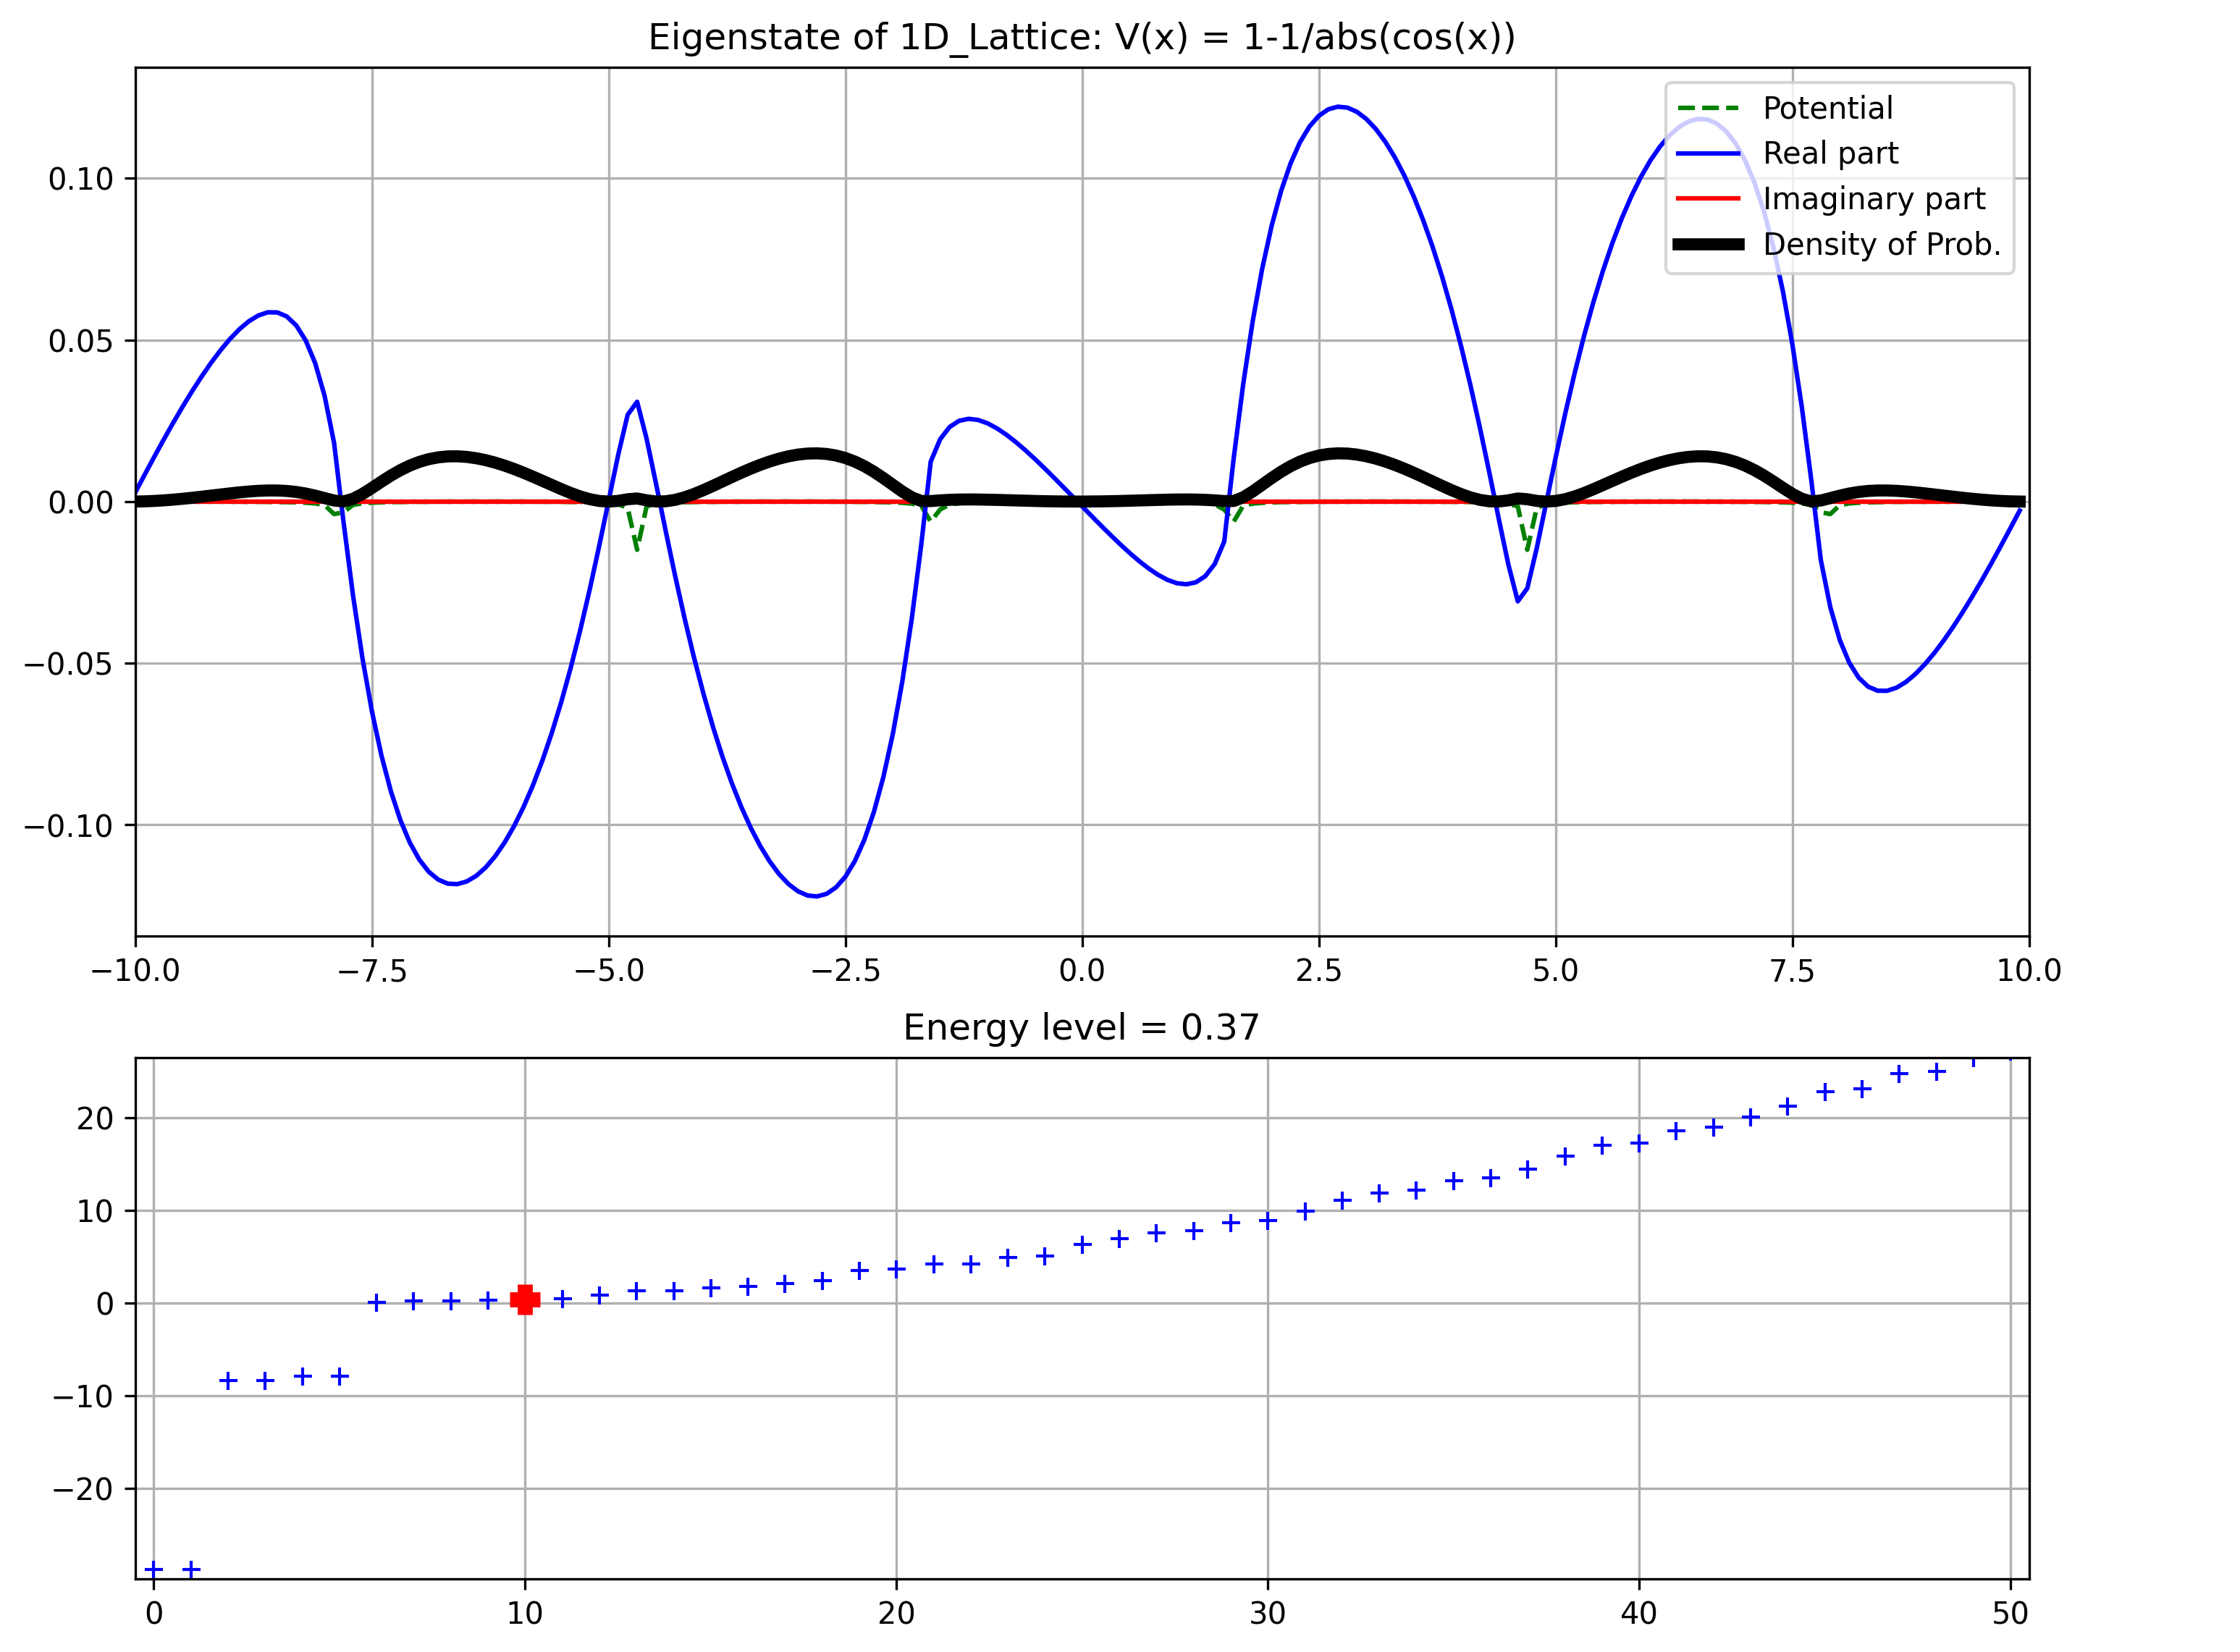 Eigenstate of 1D_Lattice: V(x) = 1-1/abs(cos(x))
Potential
Real part
Imaginary part
Density of Prob.
0.10
0.05
0.00
−0.05
−0.10
−10.0 −7.5 −5.0 −2.5 0.0 2.5 5.0 7.5 10.0
Energy level = 0.37
20
10
0
−10
−20
0 10 20 30 40 50